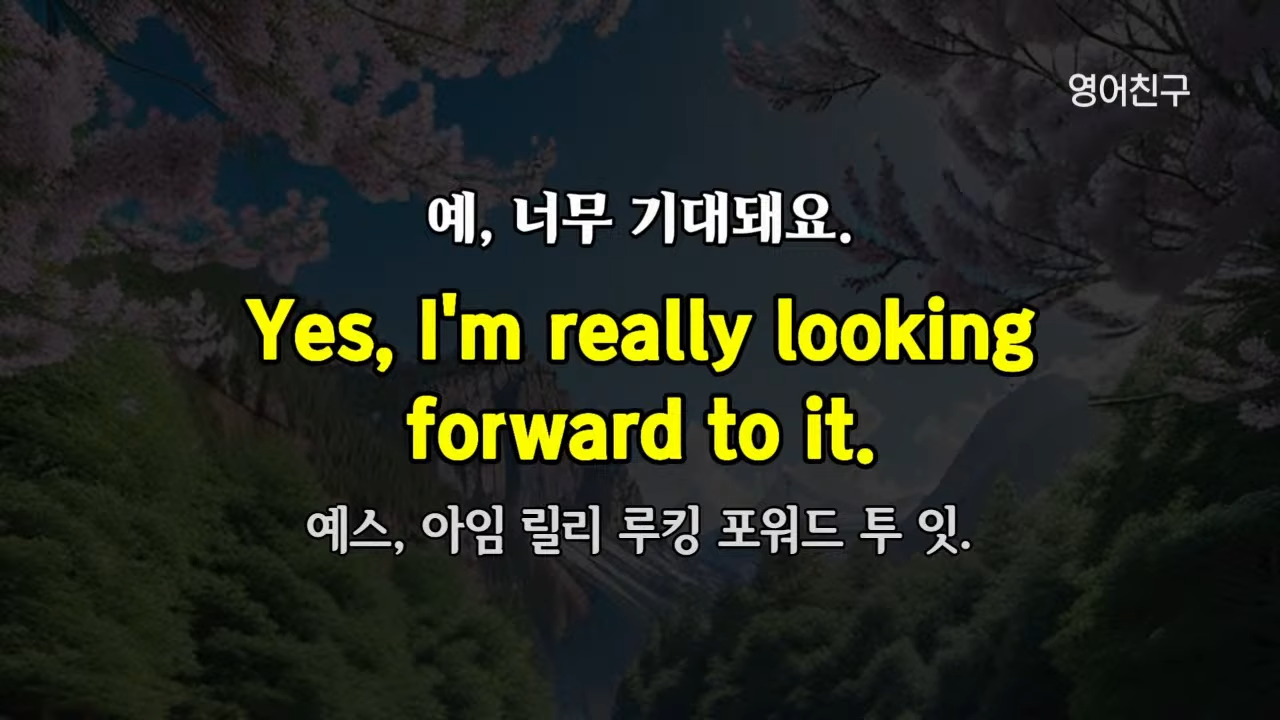 영어친구
예, 너무 기대돼요.
Yes, I'm really looking
forward to it.
예스, 아임 릴리 루킹 포워드 투 잇.